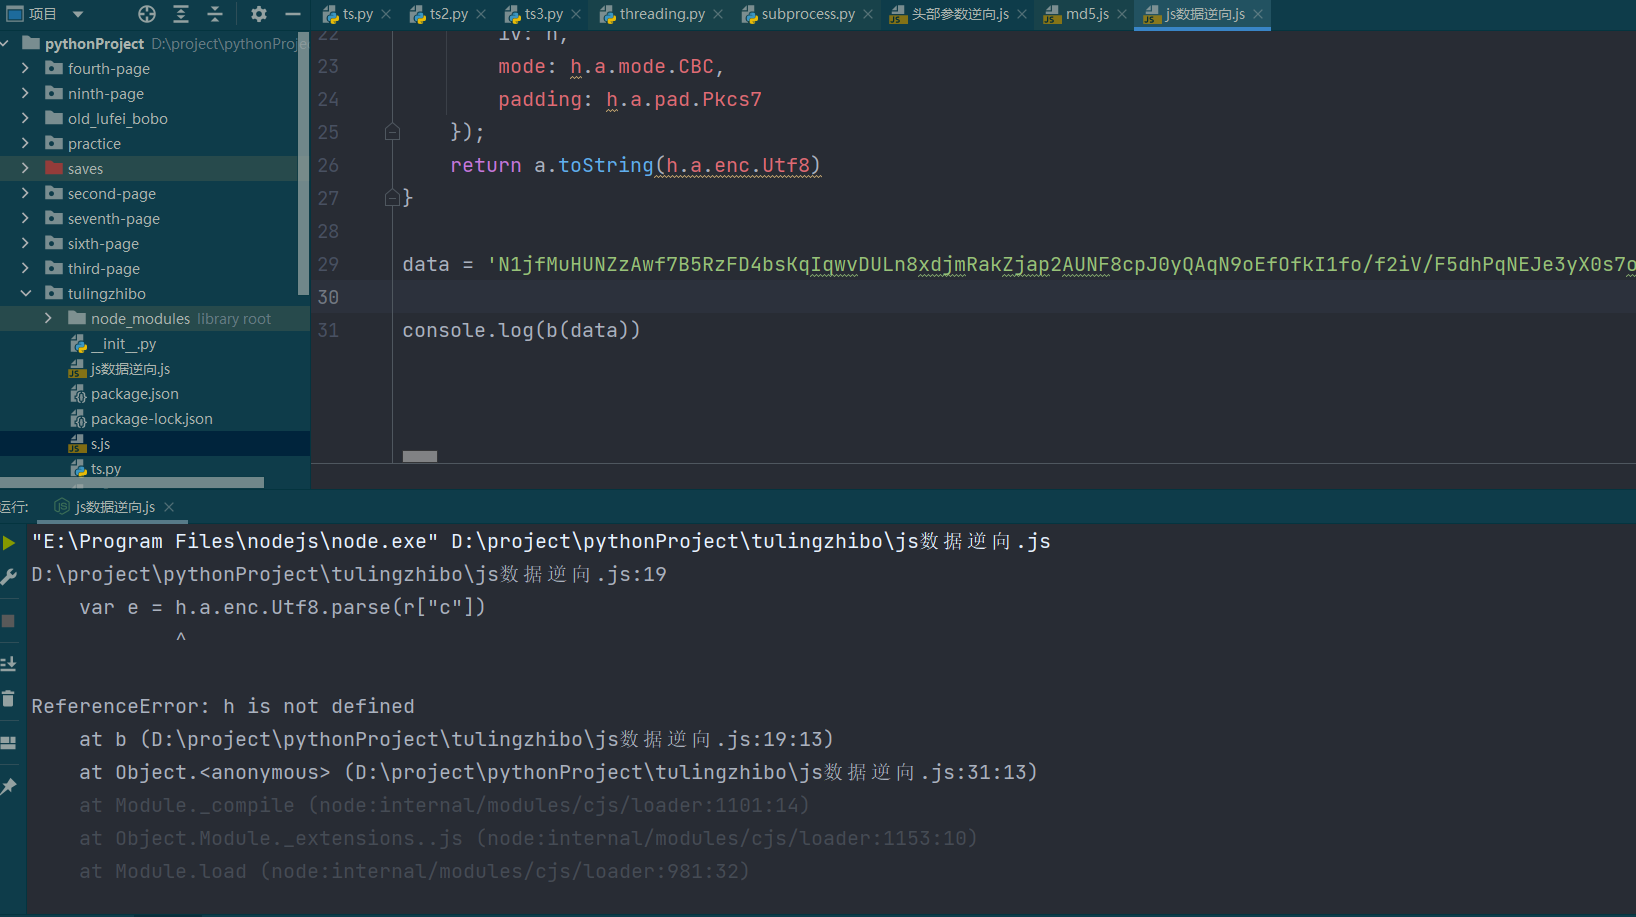 项目
ts.py
ts2.py
ts3.py
threading.py
subprocess.py
头部参数逆向.js
md5.js
js数据逆向.js
pythonProject D:\project\pythonProje
fourth-page
ninth-page
old_lufei_bobo
practice
saves
second-page
seventh-page
sixth-page
third-page
tulingzhibo
node_modules library root
__init__.py
js数据逆向.js
package.json
package-lock.json
s.js
ts.py
22 iv: n,
23 mode: h.a.mode.CBC,
24 padding: h.a.pad.Pkcs7
25 });
26 return a.toString(h.a.enc.Utf8)
27 }
28
29 data = 'N1jfMuHUNZzAwf7B5RzFD4bsKqIqwvDULn8xdjmRakZjap2AUNF8cpJ0yQAqN9oEfOfkI1fo/f2iV/F5dhPqNEJe3yX0s7o
30
31 console.log(b(data))
运行:
js数据逆向.js
"E:\Program Files\nodejs\node.exe" D:\project\pythonProject\tulingzhibo\js数据逆向.js
D:\project\pythonProject\tulingzhibo\js数据逆向.js:19
var e = h.a.enc.Utf8.parse(r["c"])
^
ReferenceError: h is not defined
at b (D:\project\pythonProject\tulingzhibo\js数据逆向.js:19:13)
at Object.<anonymous> (D:\project\pythonProject\tulingzhibo\js数据逆向.js:31:13)
at Module._compile (node:internal/modules/cjs/loader:1101:14)
at Object.Module._extensions..js (node:internal/modules/cjs/loader:1153:10)
at Module.load (node:internal/modules/cjs/loader:981:32)